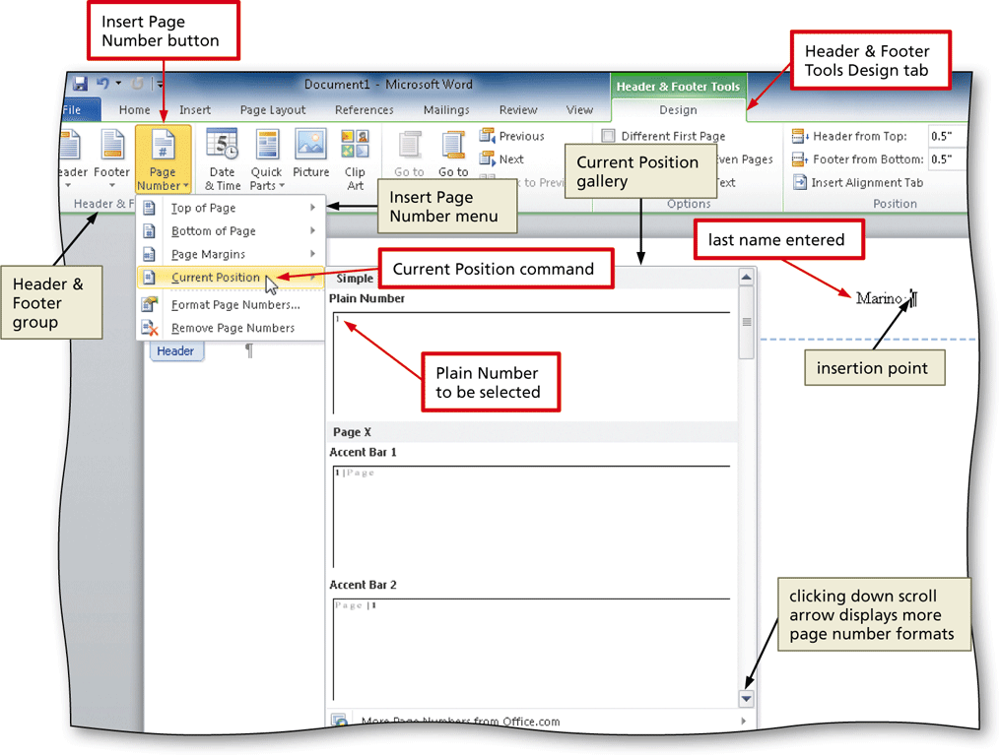 Insert Page
Number button
Header & Footer
Tools Design tab
Document1 - Microsoft Word
Header & Footer Tools
File
Home
Insert
Page Layout
References
Mailings
Review
View
Design
eader
Footer
Page
Number
Date
& Time
Quick
Parts
Picture
Clip
Art
Go to
Go to
Previous
Next
to Previ
Different First Page
Even Pages
Text
Options
Header from Top:
0.5"
Footer from Bottom:
0.5"
Insert Alignment Tab
Position
Header & F
Current Position
gallery
Insert Page
Number menu
Top of Page
Bottom of Page
Page Margins
Current Position
Format Page Numbers...
Remove Page Numbers
Header &
Footer
group
Current Position command
last name entered
Marino·¶
insertion point
Header
¶
Simple
Plain Number
1
Plain Number
to be selected
Page X
Accent Bar 1
1|Page
Accent Bar 2
Page |1
clicking down scroll
arrow displays more
page number formats
More Page Numbers from Office.com